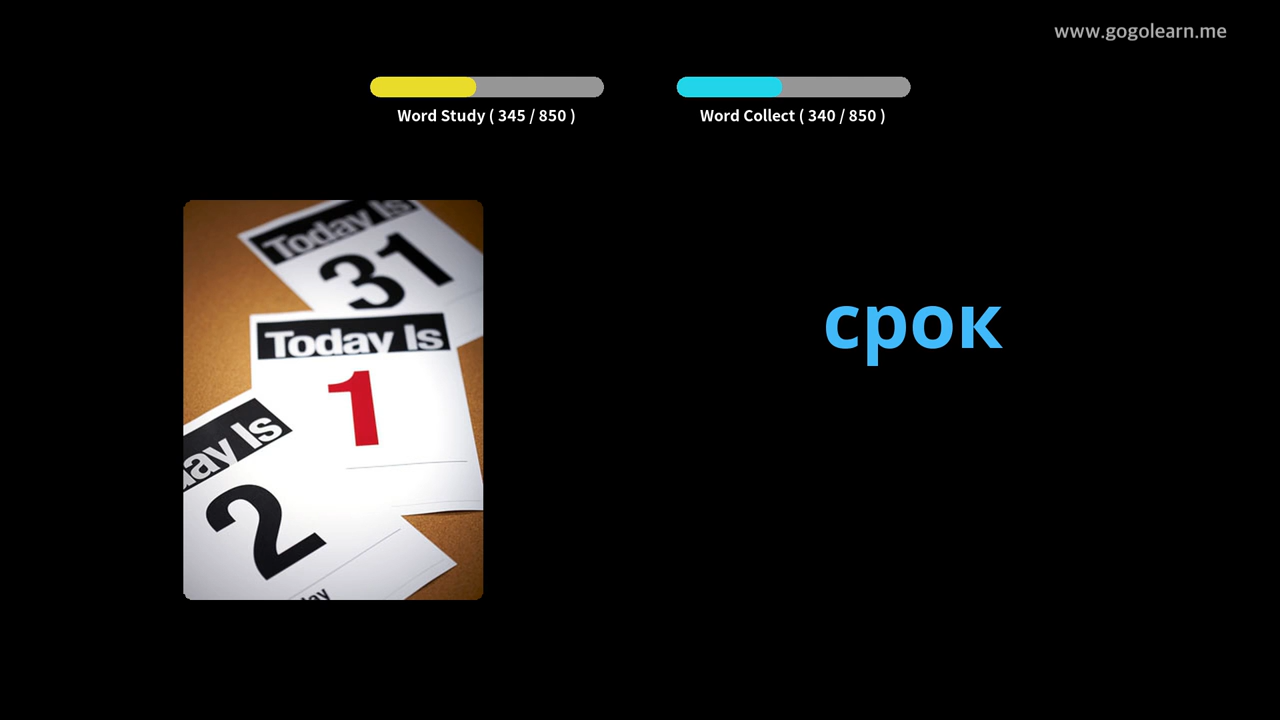 www.gogolearn.me
Word Study ( 345 / 850 )
Word Collect ( 340 / 850 )
Today Is
31
Today Is
1
ay Is
2
ay
срок